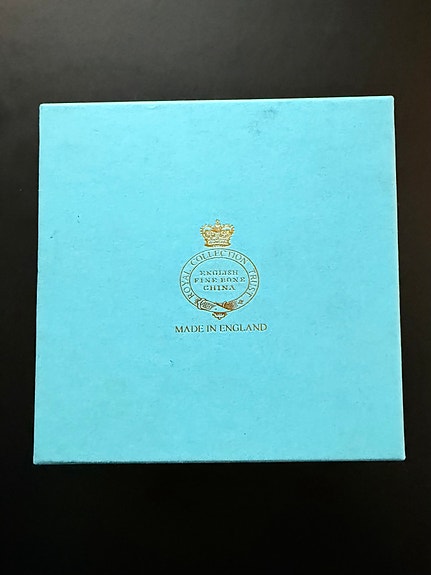 ROYAL COLLECTION TRUST
ENGLISH
FINE BONE
CHINA
MADE IN ENGLAND